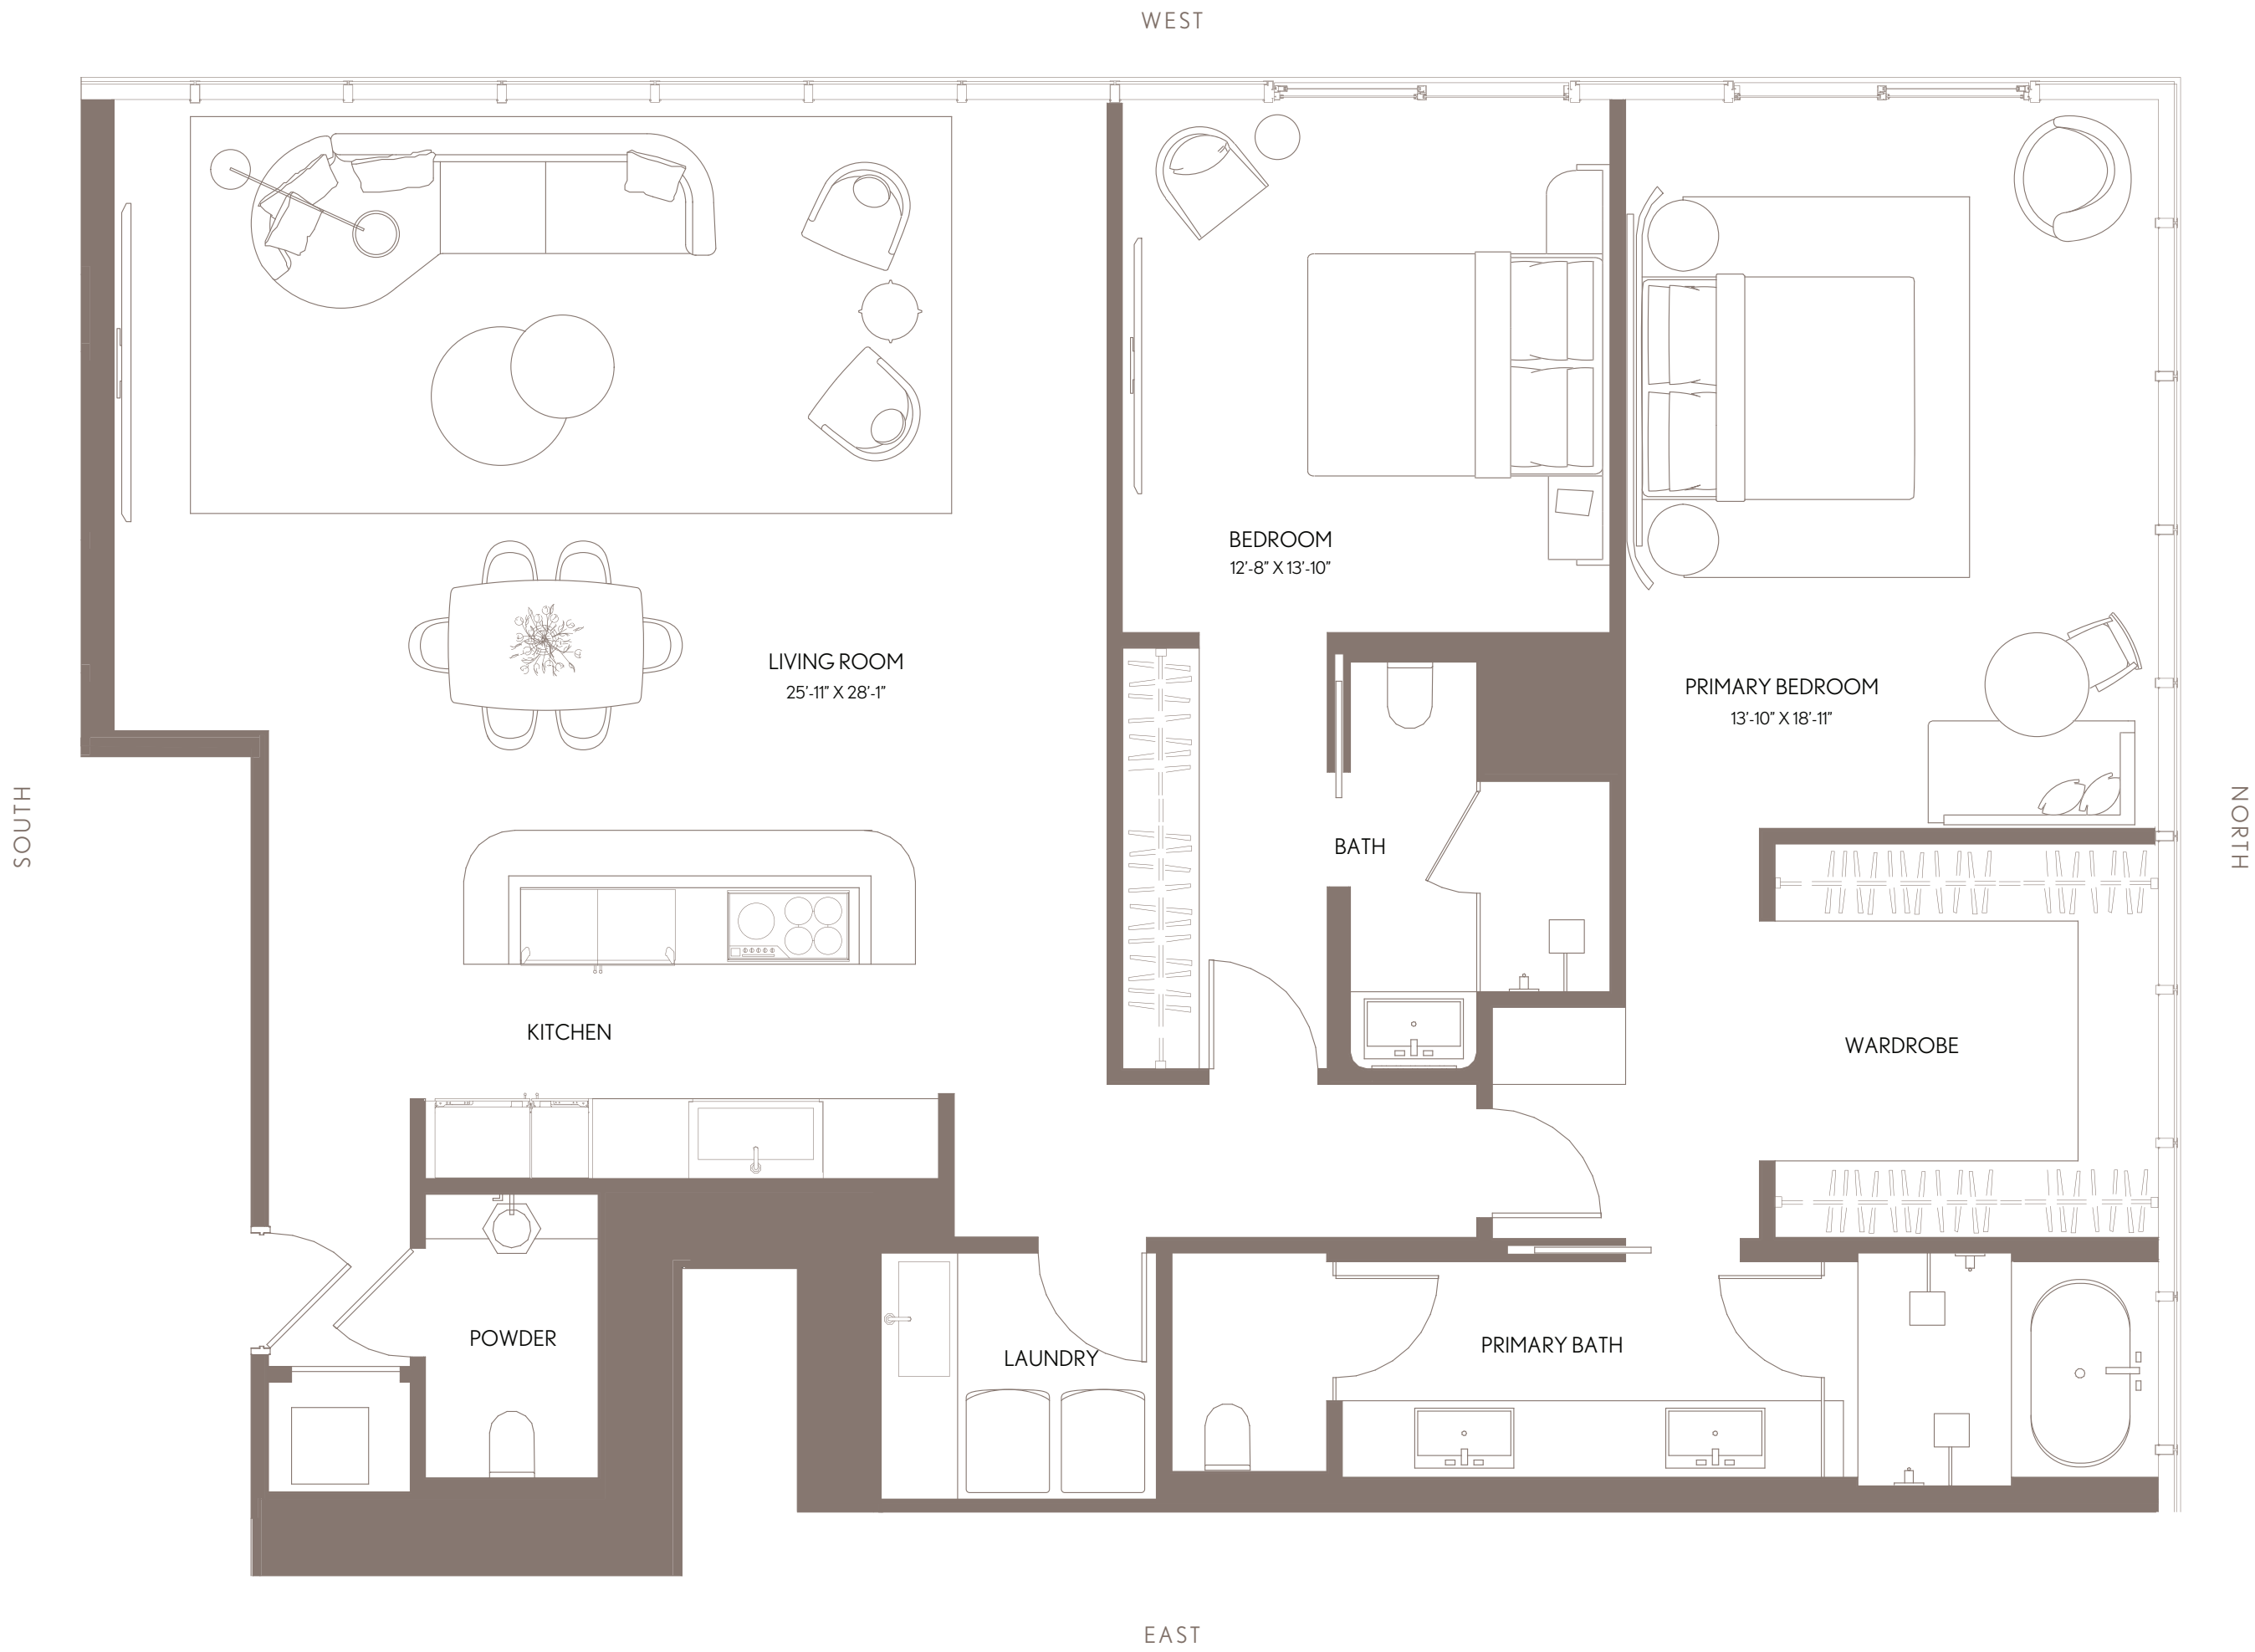 WEST
BEDROOM
12'-8" X 13'-10"
LIVING ROOM
25'-11" X 28'-1"
PRIMARY BEDROOM
13'-10" X 18'-11"
SOUTH
NORTH
BATH
KITCHEN
WARDROBE
POWDER
LAUNDRY
PRIMARY BATH
EAST